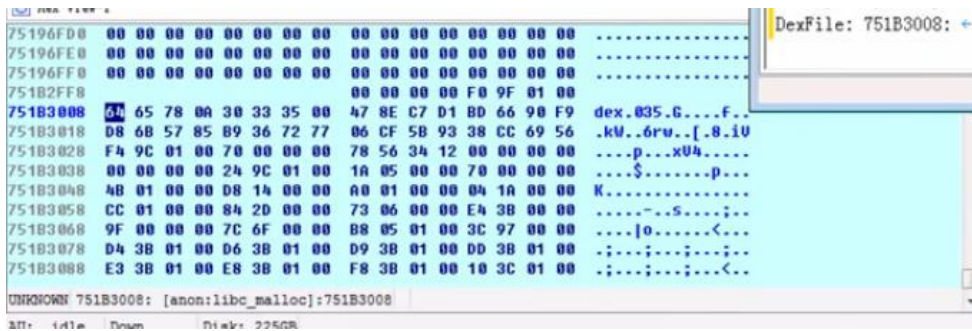 DexFile: 751B3008:
75196FD0 00 00 00 00 00 00 00 00 00 00 00 00 00 00 00 00 ................
75196FE0 00 00 00 00 00 00 00 00 00 00 00 00 00 00 00 00 ................
75196FF0 00 00 00 00 00 00 00 00 00 00 00 00 00 00 00 00 ................
751B2FF8 00 00 00 00 F0 9F 01 00
751B3008 64 65 78 0A 30 33 35 00 47 8E C7 D1 BD 66 90 F9 dex.035.G....f..
751B3018 D8 6B 57 85 B9 36 72 77 06 CF 5B 93 38 CC 69 56 .kW..6rw..[.8.iV
751B3028 F4 9C 01 00 70 00 00 00 78 56 34 12 00 00 00 00 ....p...xV4.....
751B3038 00 00 00 00 24 9C 01 00 1A 05 00 00 70 00 00 00 ....$.......p...
751B3048 4B 01 00 00 D8 14 00 00 A0 01 00 00 04 1A 00 00 K...............
751B3058 CC 01 00 00 84 2D 00 00 73 06 00 00 E4 3B 00 00 .....-..s....;..
751B3068 9F 00 00 00 7C 6F 00 00 B8 05 01 00 3C 97 00 00 ....|o......<...
751B3078 D4 3B 01 00 D6 3B 01 00 D9 3B 01 00 DD 3B 01 00 .;...;...;...;..
751B3088 E3 3B 01 00 E8 3B 01 00 F8 3B 01 00 10 3C 01 00 .;...;...;...<..
UNKNOWN 751B3008: [anon:libc_malloc]:751B3008
AU: idle Down Disk: 225GB